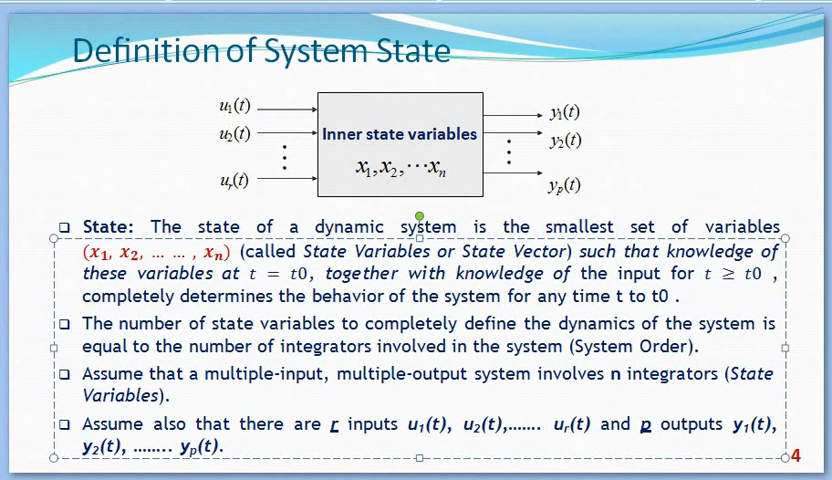 Definition of System State
u₁(t)
u₂(t)
uᵣ(t)
Inner state variables
x₁,x₂,⋯xₙ
y₁(t)
y₂(t)
yₚ(t)
❑ State: The state of a dynamic system is the smallest set of variables
(x₁, x₂, … … , xₙ) (called State Variables or State Vector) such that knowledge of
these variables at t = t0, together with knowledge of the input for t ≥ t0 ,
completely determines the behavior of the system for any time t to t0 .
❑ The number of state variables to completely define the dynamics of the system is
equal to the number of integrators involved in the system (System Order).
❑ Assume that a multiple-input, multiple-output system involves n integrators (State
Variables).
❑ Assume also that there are r inputs u₁(t), u₂(t),....... uᵣ(t) and p outputs y₁(t),
y₂(t), ........ yₚ(t).
4